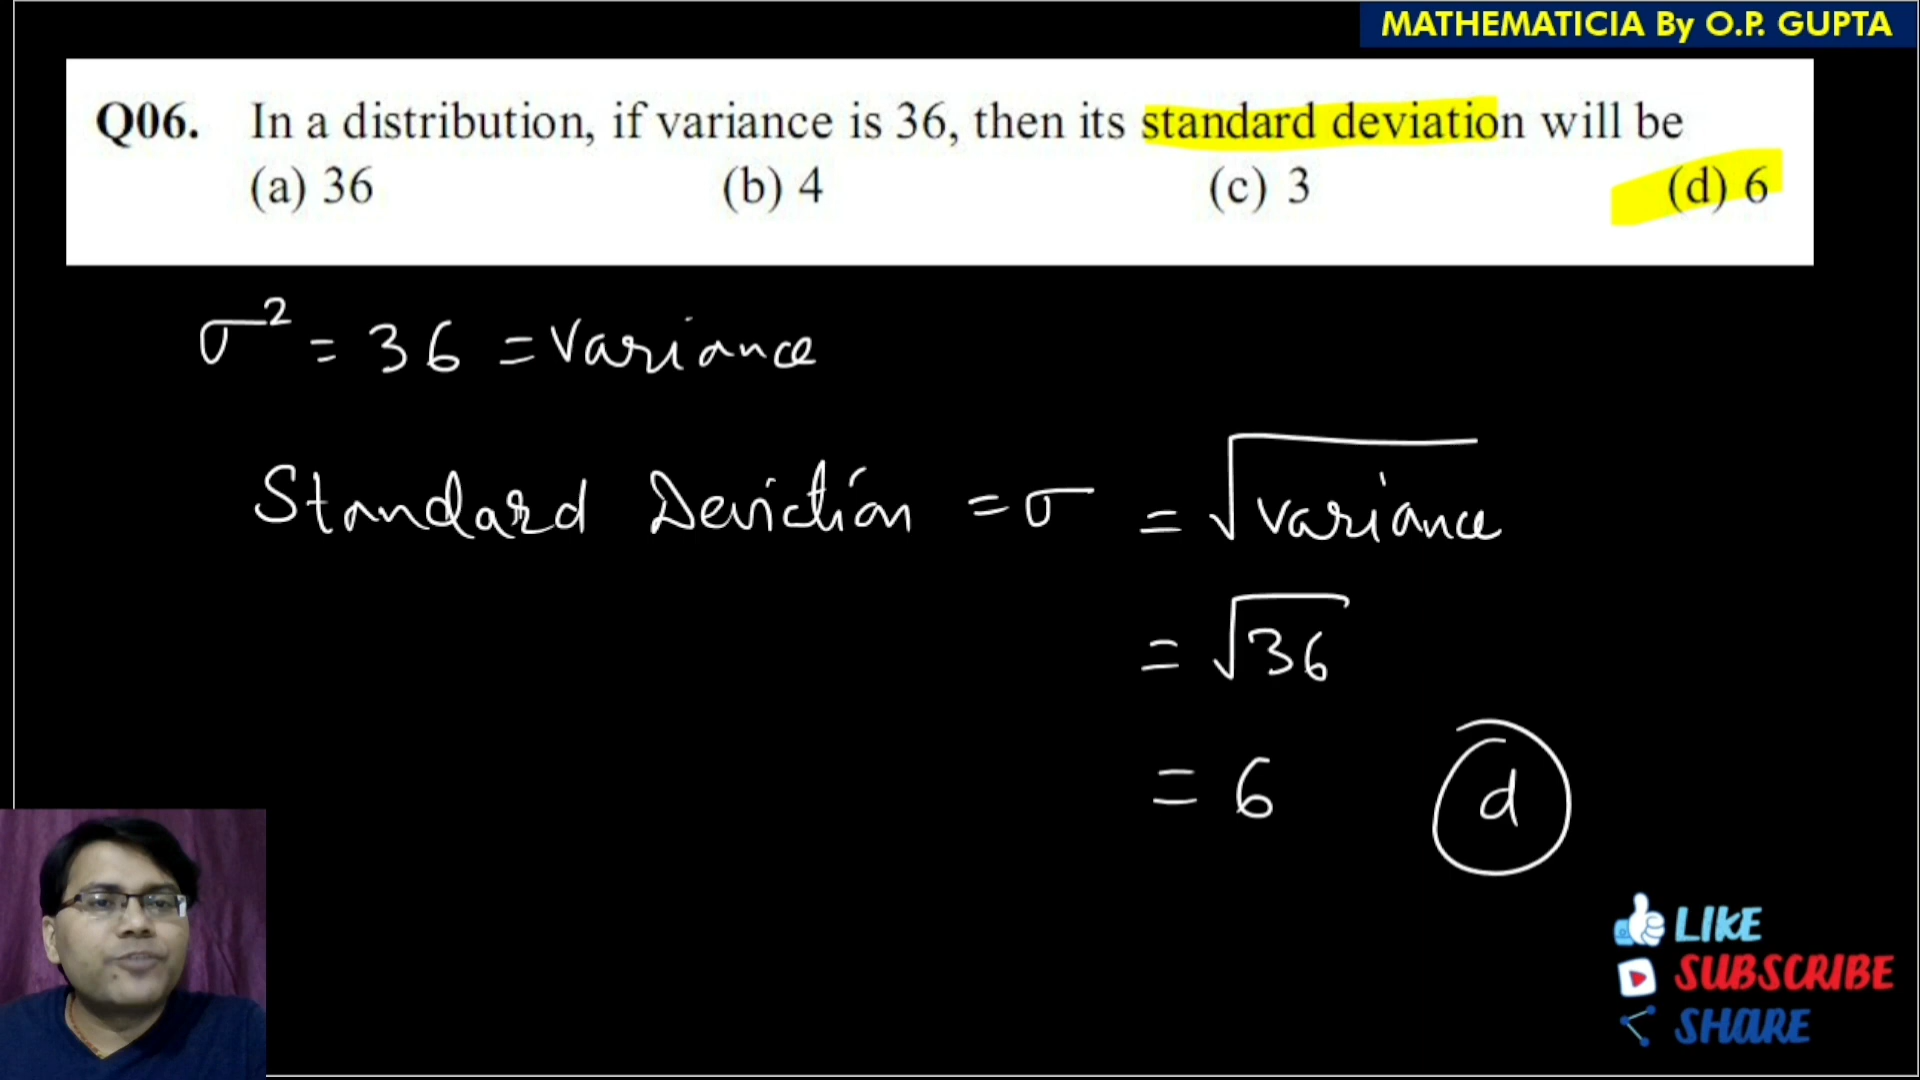 MATHEMATICIA By O.P. GUPTA
Q06. In a distribution, if variance is 36, then its standard deviation will be
(a) 36 (b) 4 (c) 3 (d) 6
σ² = 36 = Variance
Standard Deviction = σ = √variance
= √36
= 6 d
LIKE
SUBSCRIBE
SHARE